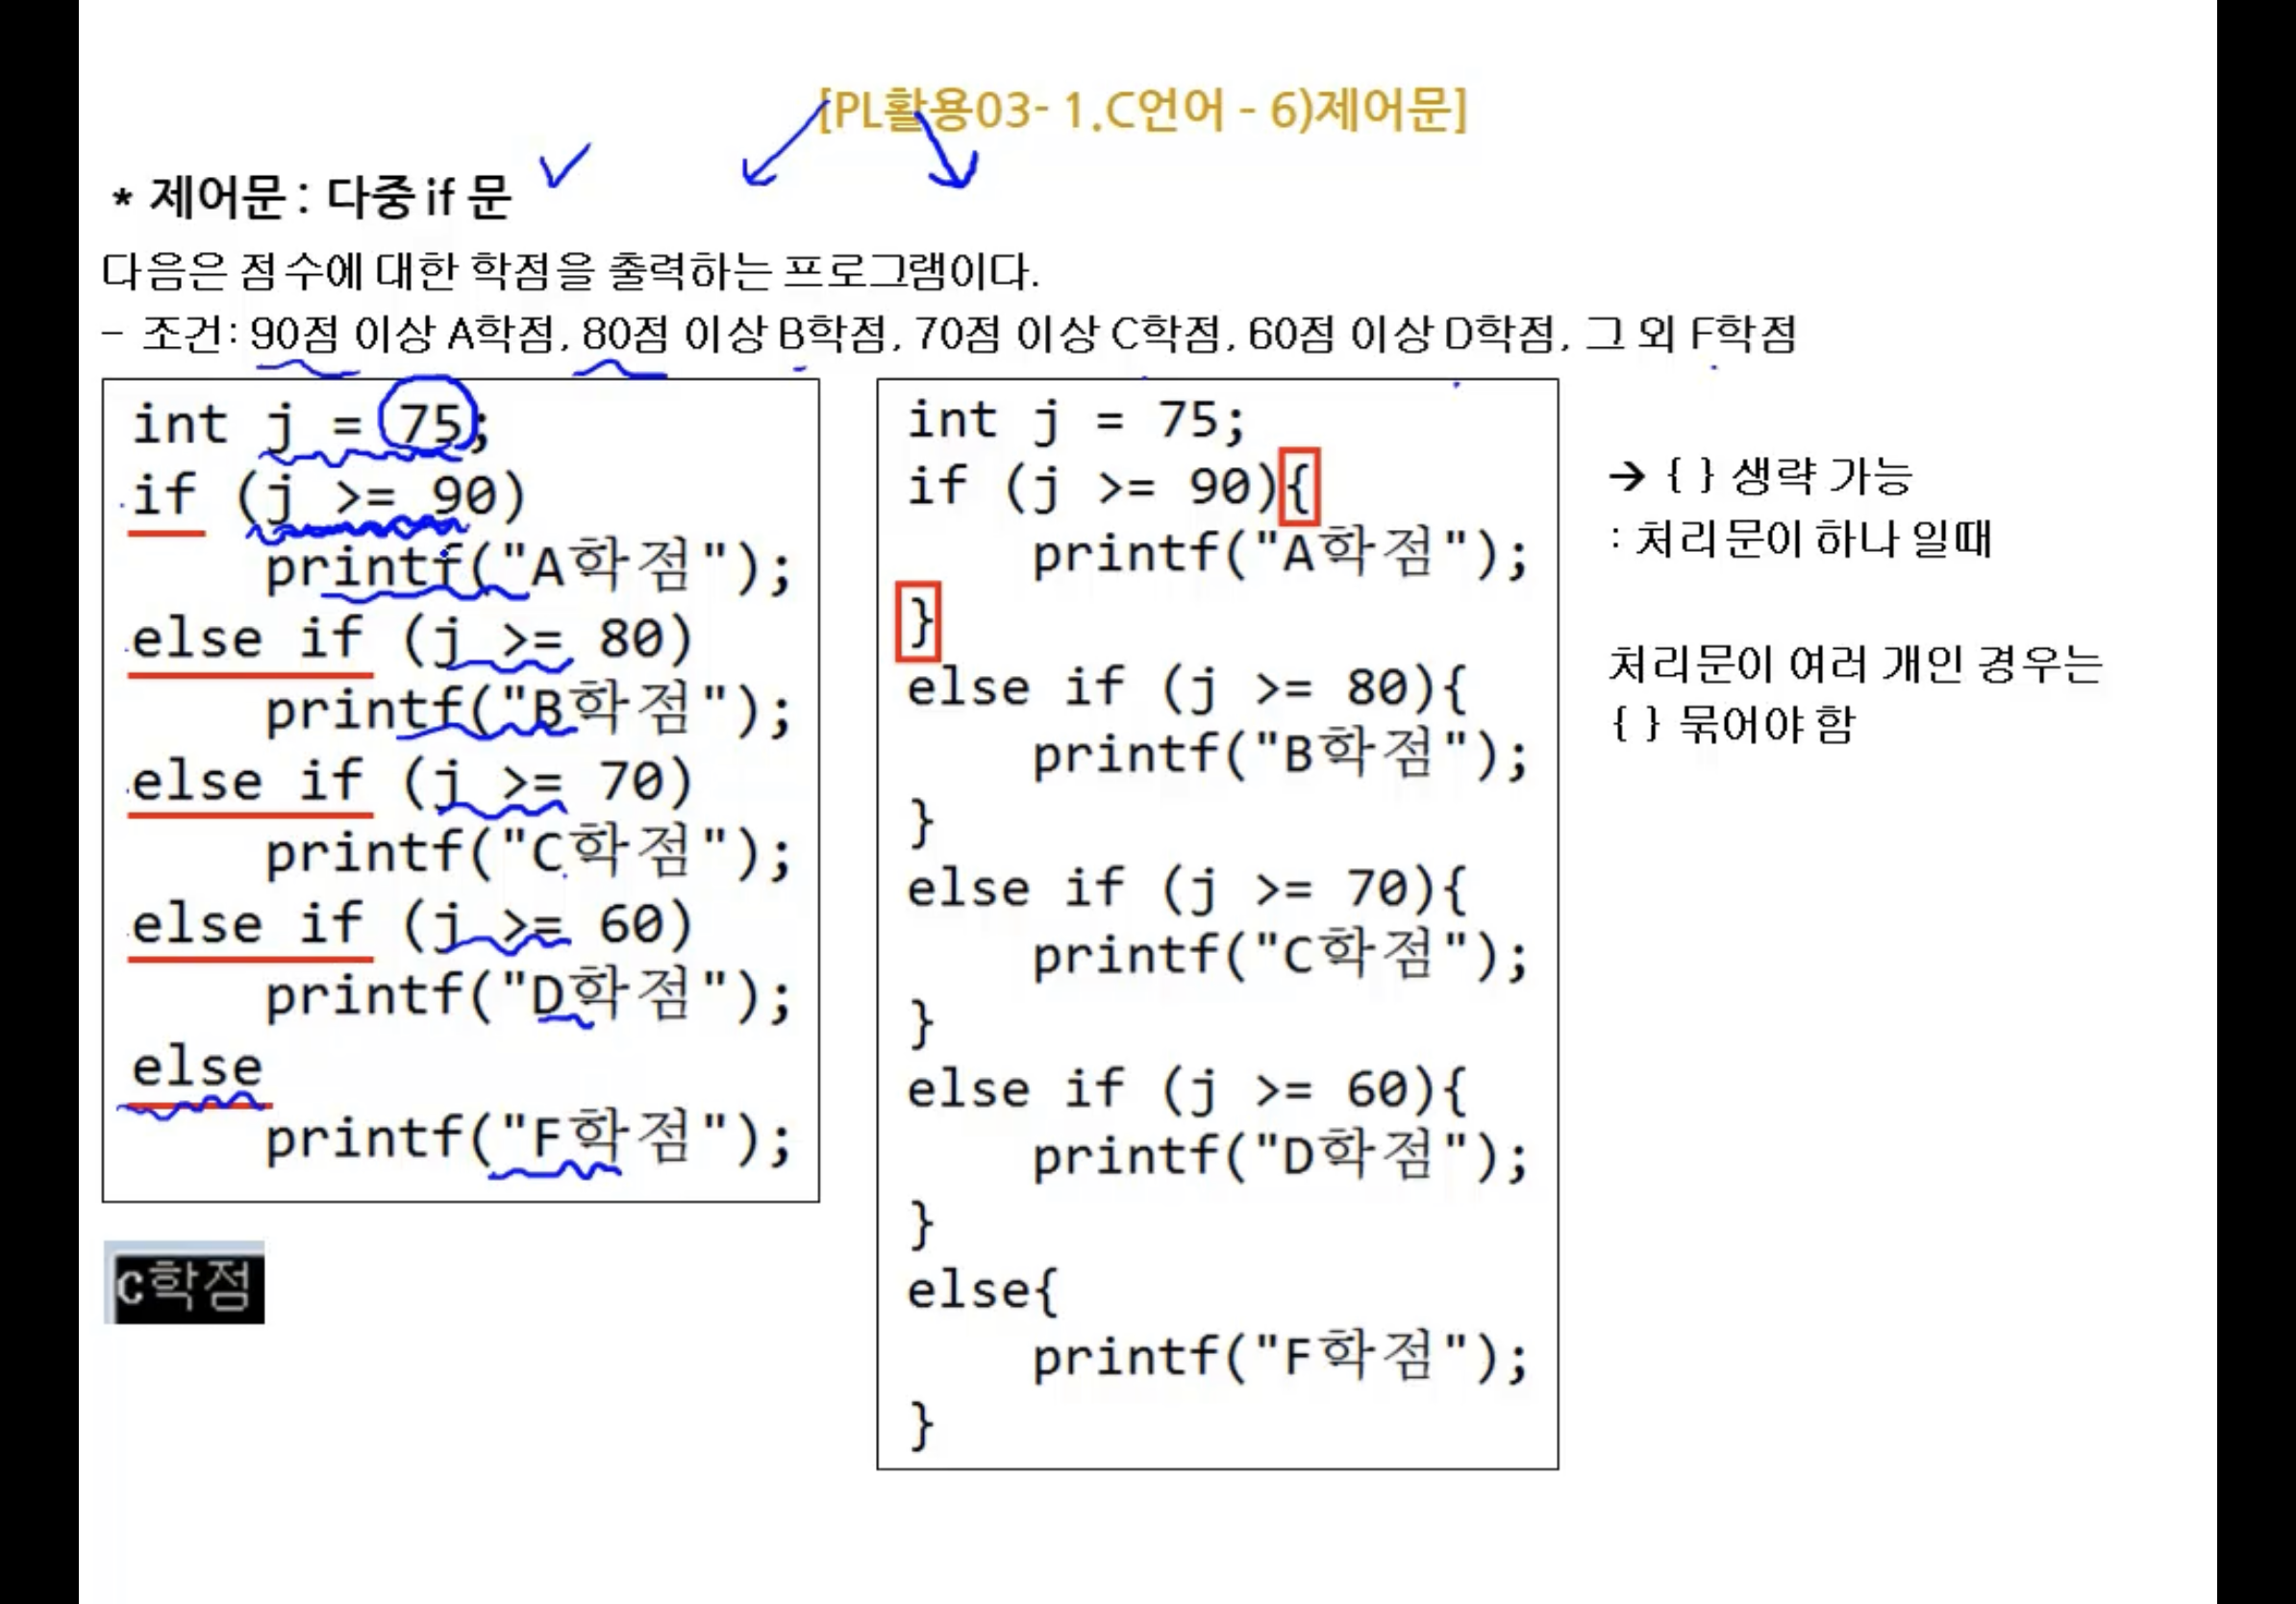 [PL활용03- 1.C언어 - 6)제어문]
* 제어문 : 다중 if 문
다음은 점수에 대한 학점을 출력하는 프로그램이다.
- 조건: 90점 이상 A학점, 80점 이상 B학점, 70점 이상 C학점, 60점 이상 D학점, 그 외 F학점
int j = 75;
if (j >= 90)
printf("A학점");
else if (j >= 80)
printf("B학점");
else if (j >= 70)
printf("C학점");
else if (j >= 60)
printf("D학점");
else
printf("F학점");
C학점
int j = 75;
if (j >= 90){
printf("A학점");
}
else if (j >= 80){
printf("B학점");
}
else if (j >= 70){
printf("C학점");
}
else if (j >= 60){
printf("D학점");
}
else{
printf("F학점");
}
→ { } 생략 가능
: 처리문이 하나 일때
처리문이 여러 개인 경우는
{ } 묶어야 함